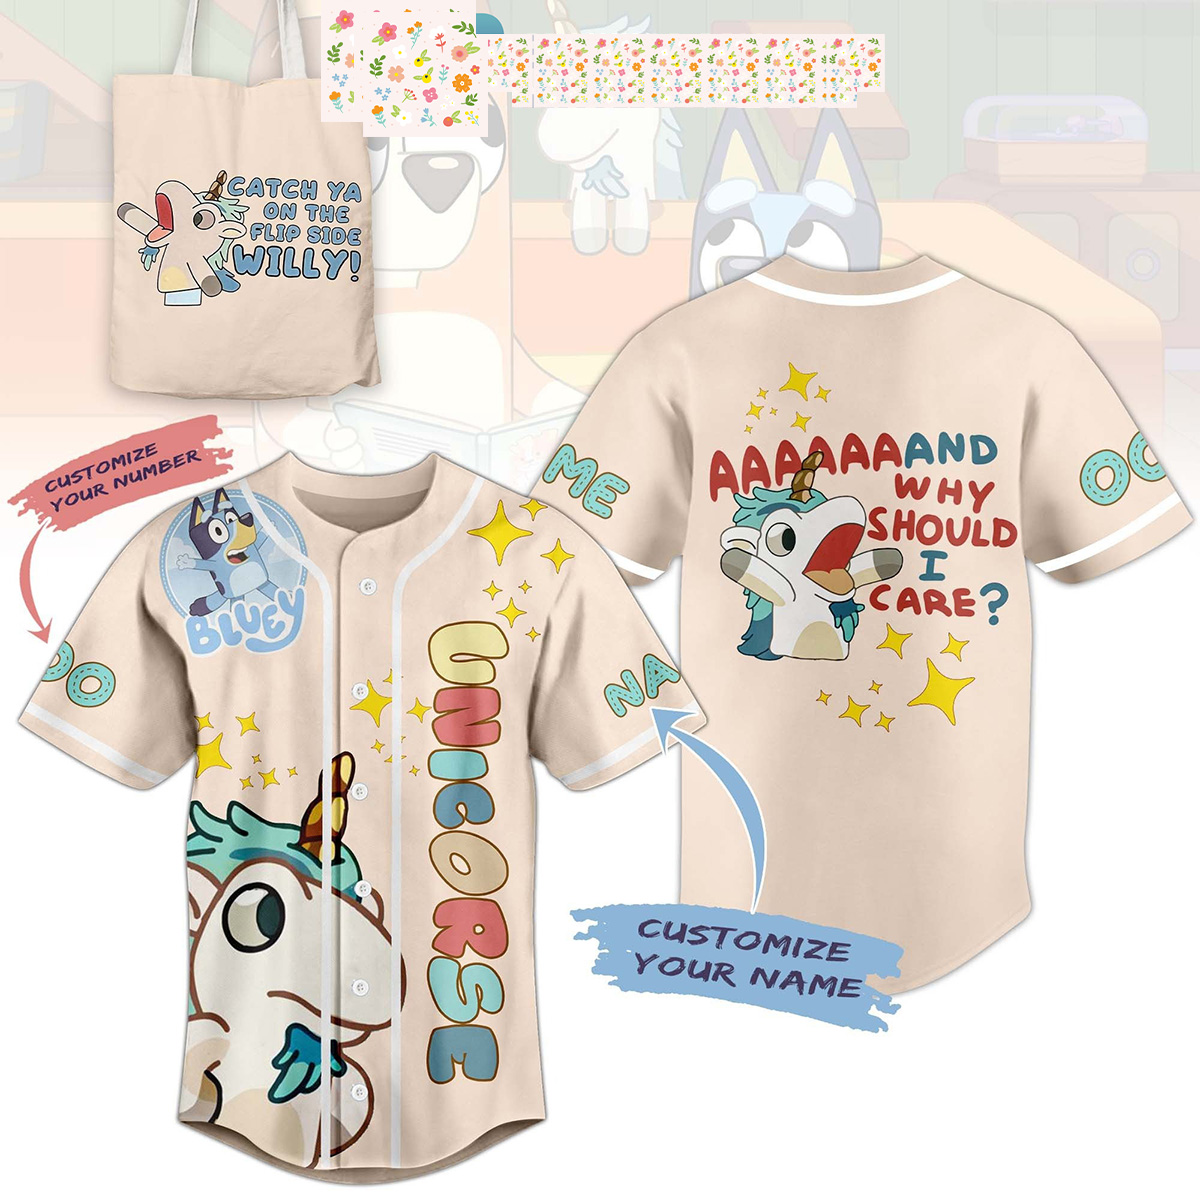 CATCH YA
ON THE
FLIP SIDE
WILLY!
CUSTOMIZE
YOUR NUMBER
BLUEY
OO
UNICORSE
NA
ME
OO
AAAAAAAND
WHY
SHOULD
I
CARE?
CUSTOMIZE
YOUR NAME